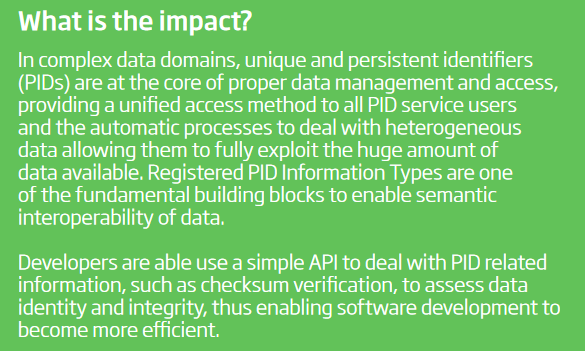 What is the impact?
In complex data domains, unique and persistent identifiers
(PIDs) are at the core of proper data management and access,
providing a unified access method to all PID service users
and the automatic processes to deal with heterogeneous
data allowing them to fully exploit the huge amount of
data available. Registered PID Information Types are one
of the fundamental building blocks to enable semantic
interoperability of data.
Developers are able use a simple API to deal with PID related
information, such as checksum verification, to assess data
identity and integrity, thus enabling software development to
become more efficient.